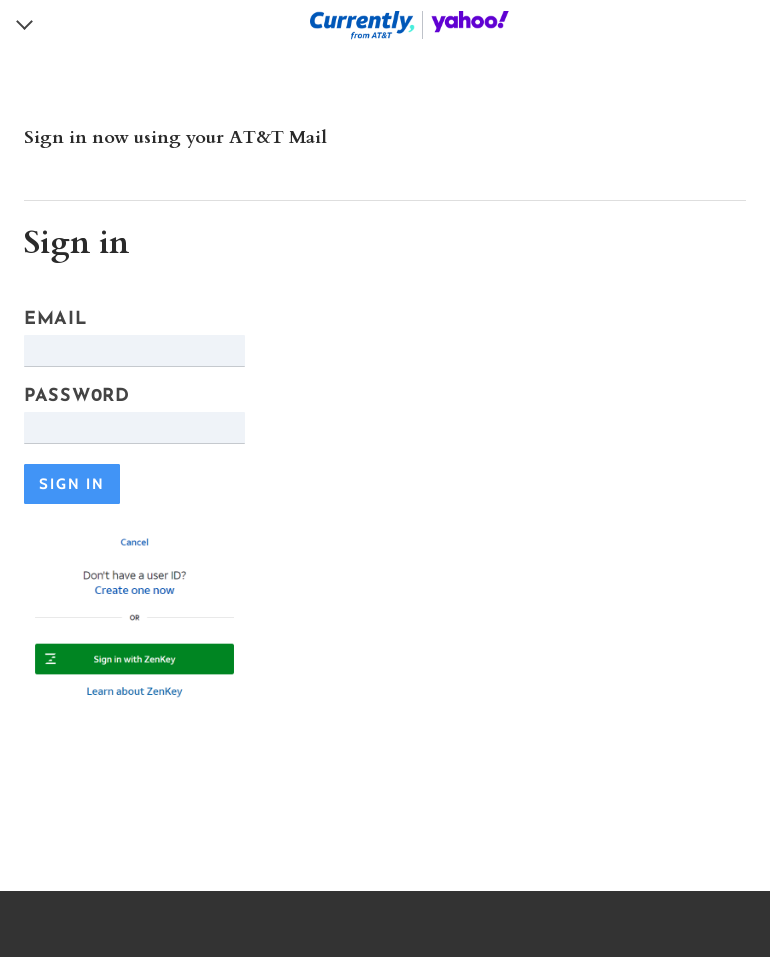 Currently,
from AT&T
yahoo!
Sign in now using your AT&T Mail
Sign in
EMAIL
PASSW0RD
SIGN IN
Cancel
Don't have a user ID?
Create one now
OR
Sign in with ZenKey
Learn about ZenKey